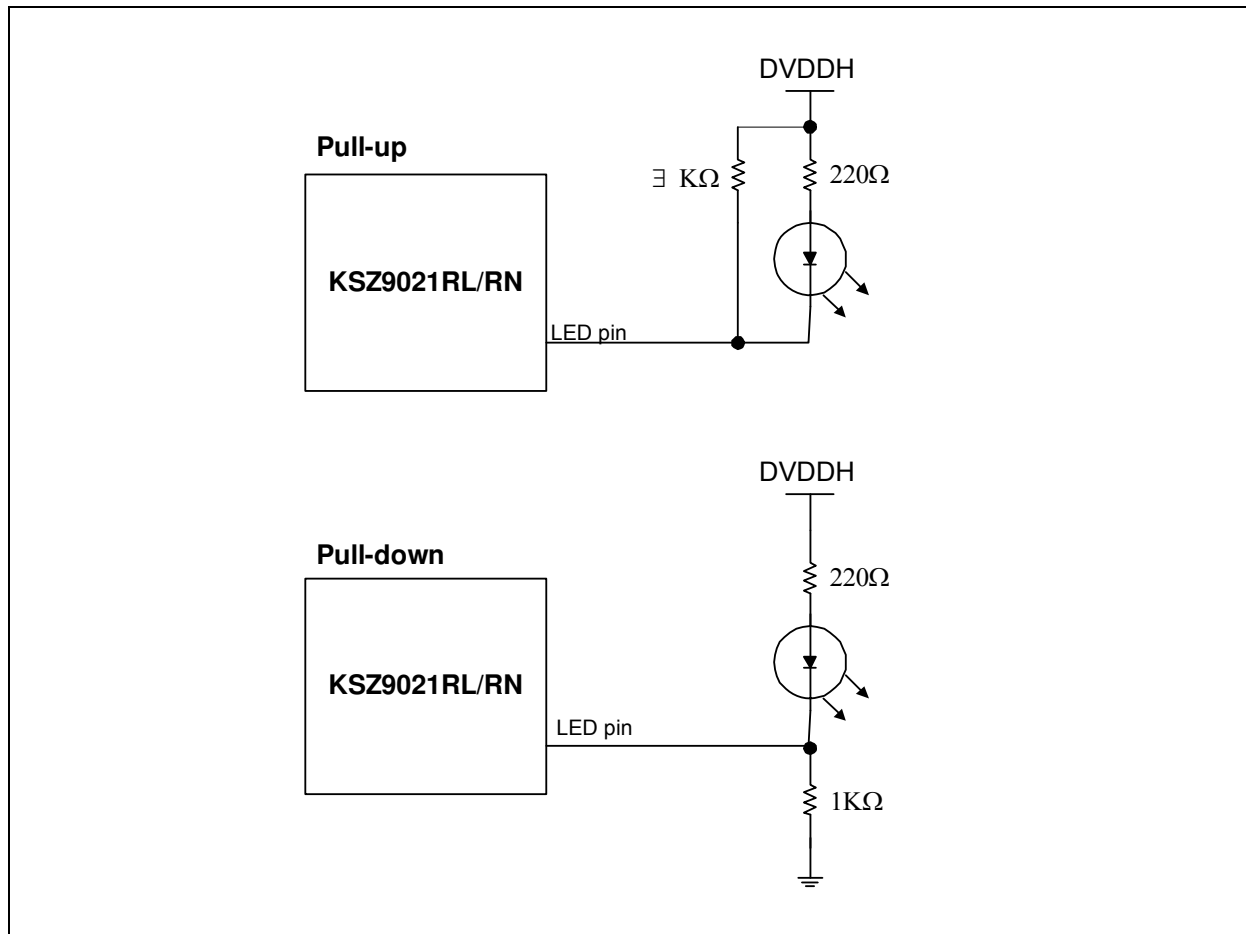 DVDDH
Pull-up
∃ KΩ
220Ω
KSZ9021RL/RN
LED pin
DVDDH
Pull-down
220Ω
KSZ9021RL/RN
LED pin
1KΩ